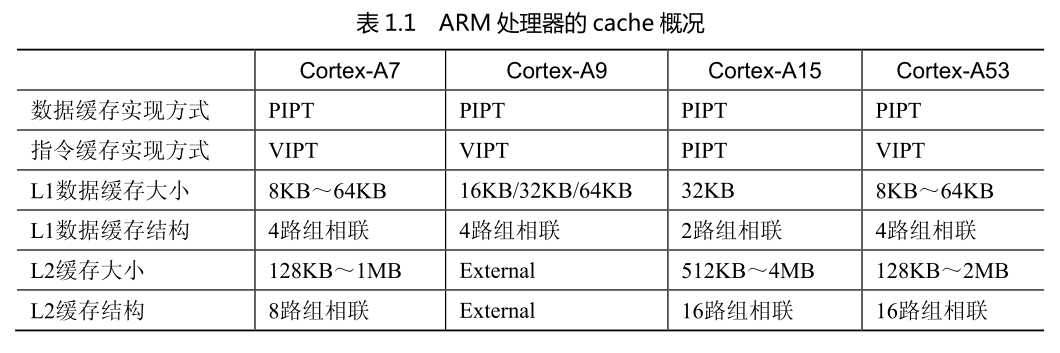 表 1.1 ARM 处理器的 cache 概况
Cortex-A7 Cortex-A9 Cortex-A15 Cortex-A53
数据缓存实现方式 PIPT PIPT PIPT PIPT
指令缓存实现方式 VIPT VIPT PIPT VIPT
L1数据缓存大小 8KB～64KB 16KB/32KB/64KB 32KB 8KB～64KB
L1数据缓存结构 4路组相联 4路组相联 2路组相联 4路组相联
L2缓存大小 128KB～1MB External 512KB～4MB 128KB～2MB
L2缓存结构 8路组相联 External 16路组相联 16路组相联